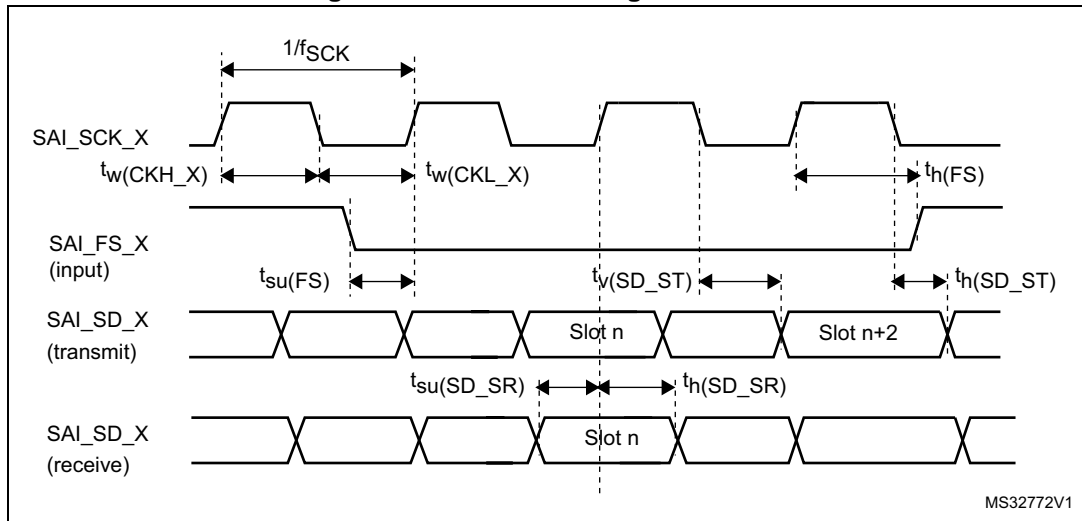 1/fSCK
SAI_SCK_X
tw(CKH_X)
tw(CKL_X)
th(FS)
SAI_FS_X
(input)
tsu(FS)
tv(SD_ST)
th(SD_ST)
SAI_SD_X
(transmit)
Slot n
Slot n+2
tsu(SD_SR)
th(SD_SR)
SAI_SD_X
(receive)
Slot n
MS32772V1